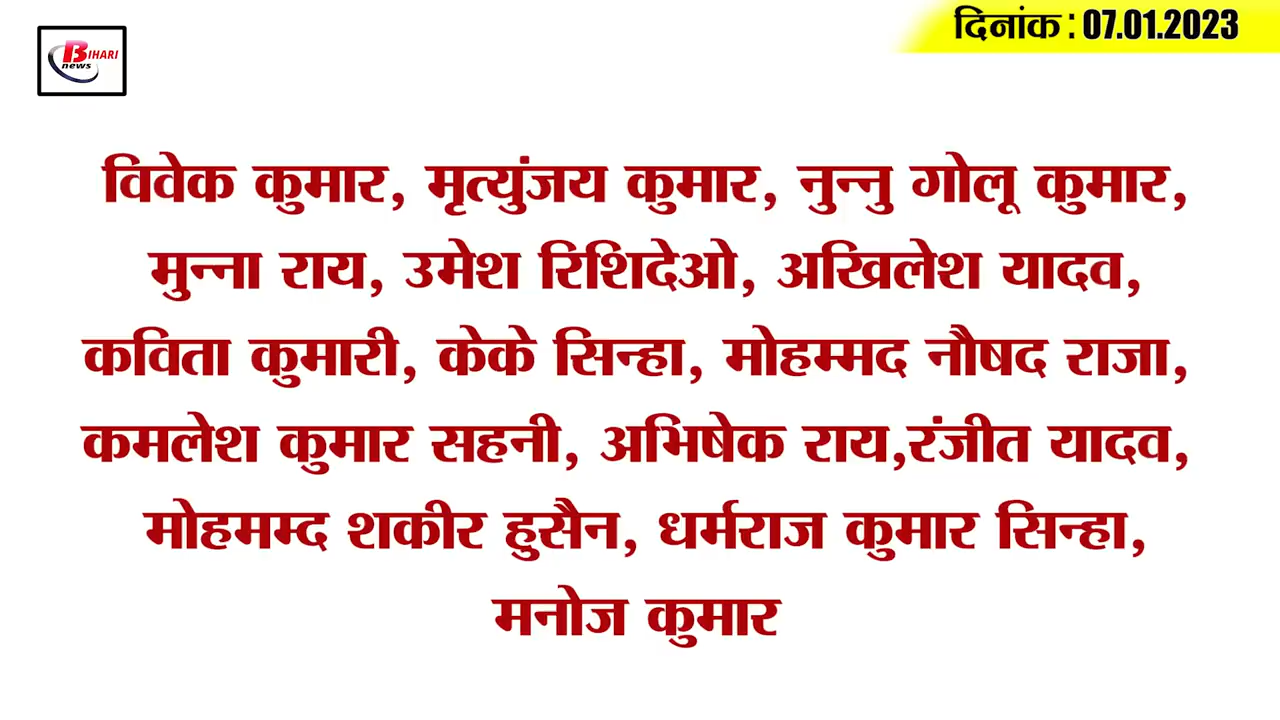 दिनांक : 07.01.2023
BIHARI
news
विवेक कुमार, मृत्युंजय कुमार, नुन्नु गोलू कुमार,
मुन्ना राय, उमेश रिशिदेओ, अखिलेश यादव,
कविता कुमारी, केके सिन्हा, मोहम्मद नौषद राजा,
कमलेश कुमार सहनी, अभिषेक राय,रंजीत यादव,
मोहमम्द शकीर हुसैन, धर्मराज कुमार सिन्हा,
मनोज कुमार